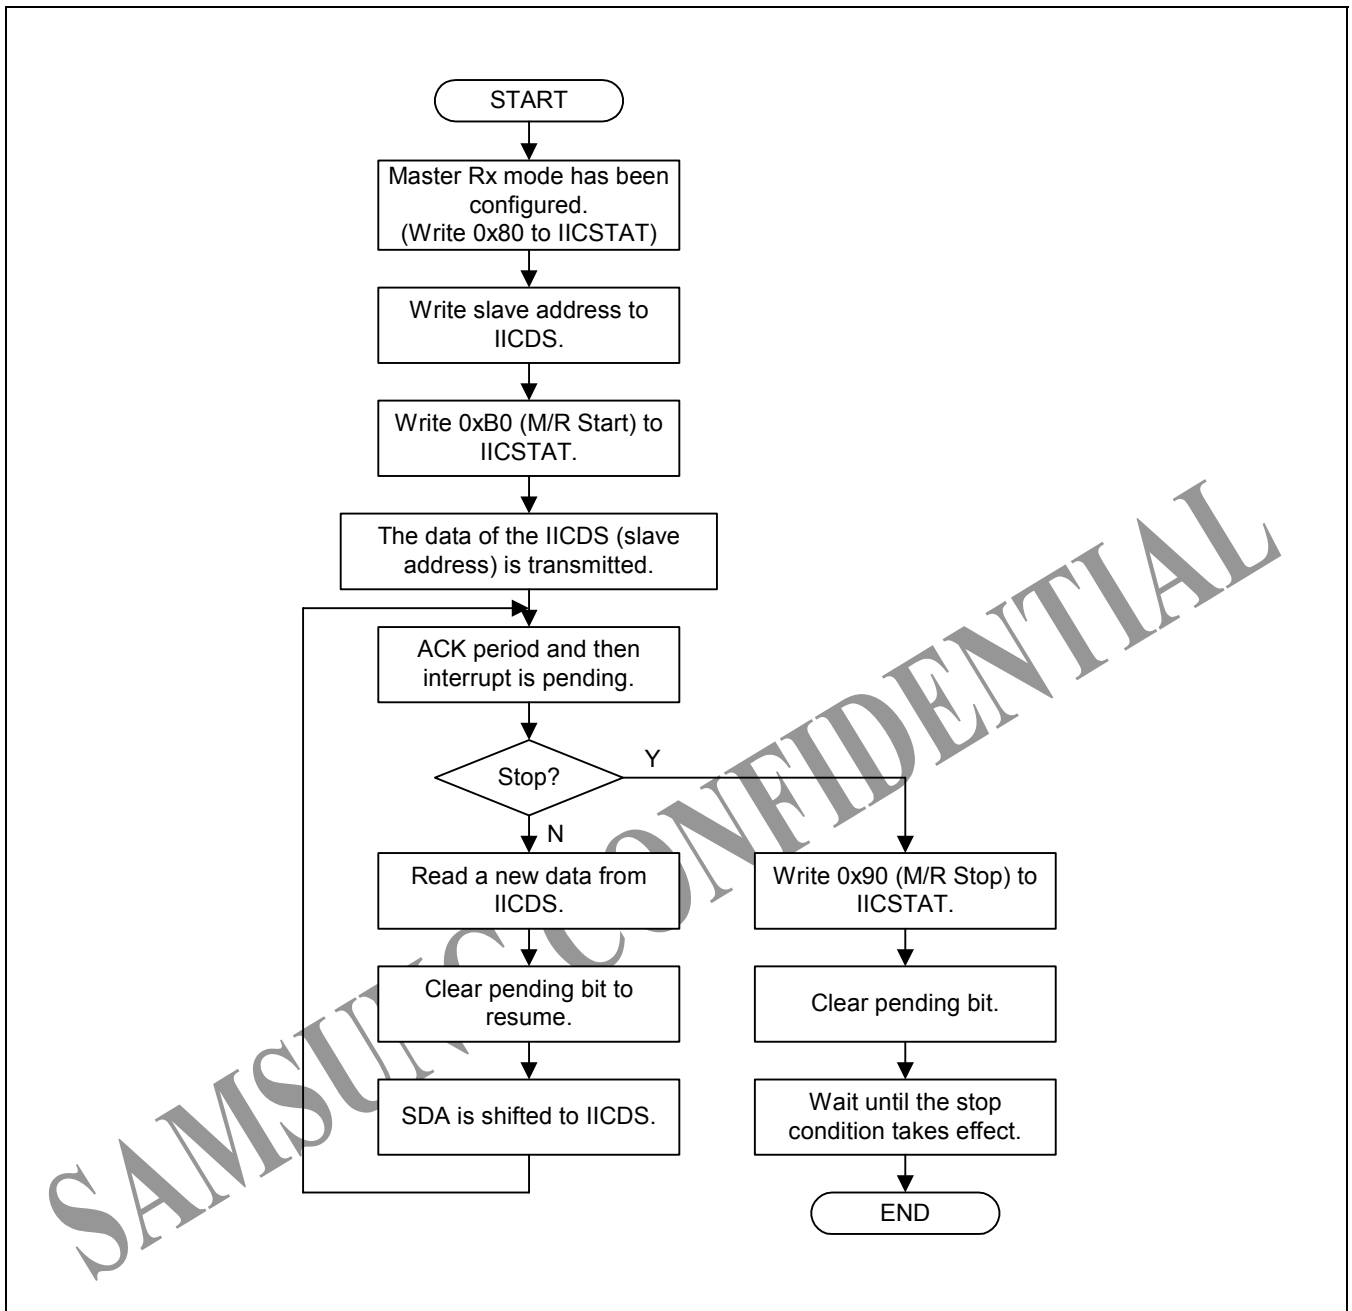 START
Master Rx mode has been
configured.
(Write 0x80 to IICSTAT)
Write slave address to
IICDS.
Write 0xB0 (M/R Start) to
IICSTAT.
The data of the IICDS (slave
address) is transmitted.
ACK period and then
interrupt is pending.
Stop?
Y
N
Read a new data from
IICDS.
Clear pending bit to
resume.
SDA is shifted to IICDS.
Write 0x90 (M/R Stop) to
IICSTAT.
Clear pending bit.
Wait until the stop
condition takes effect.
END
SAMSUNG CONFIDENTIAL